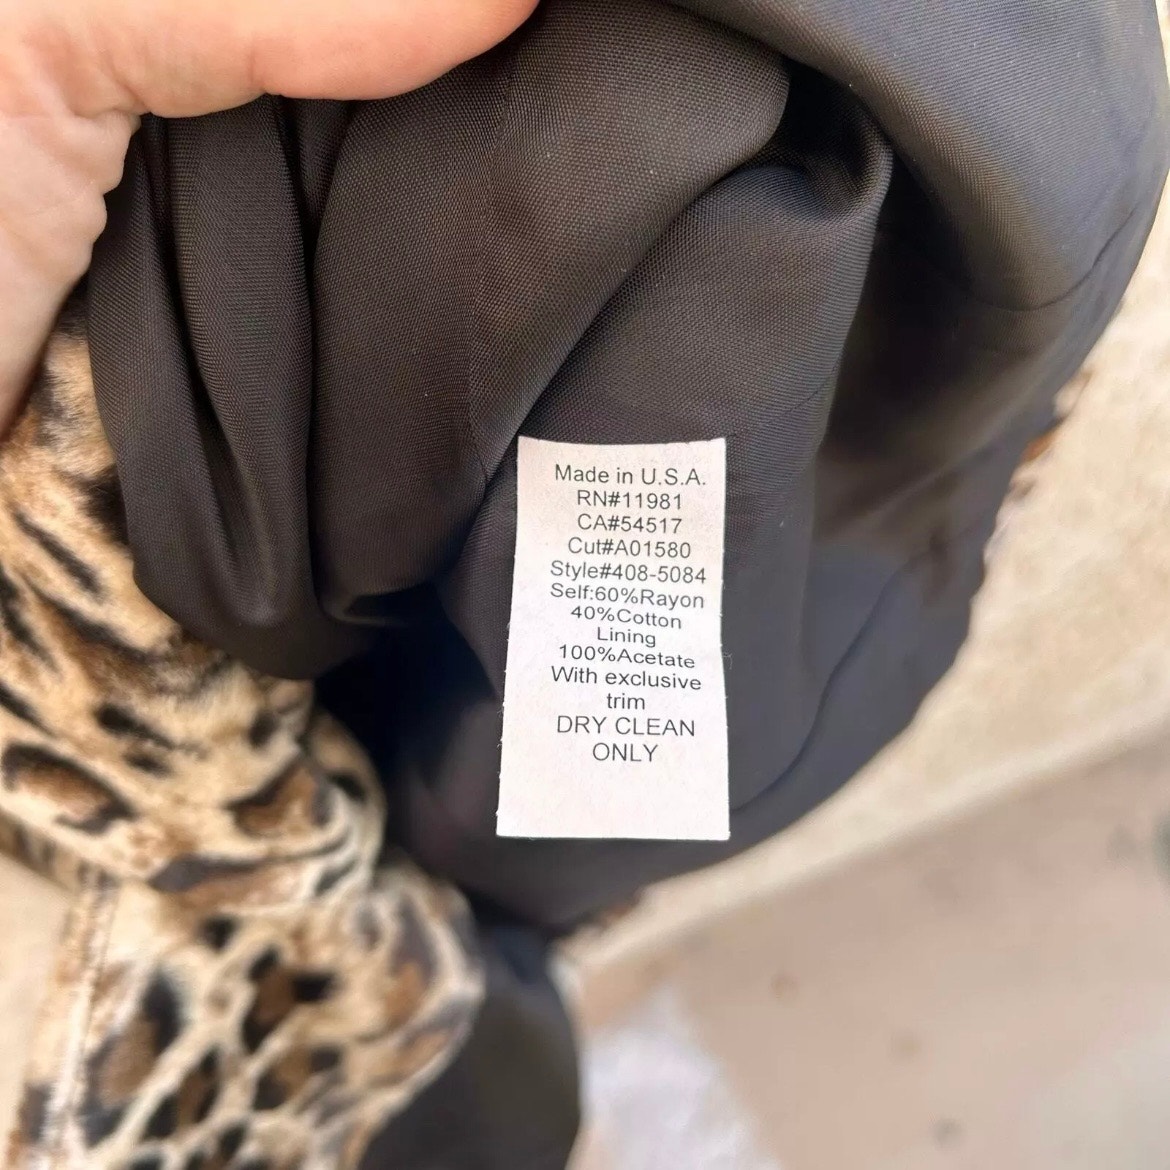 Made in U.S.A.
RN#11981
CA#54517
Cut#A01580
Style#408-5084
Self:60%Rayon
40%Cotton
Lining
100%Acetate
With exclusive
trim
DRY CLEAN
ONLY